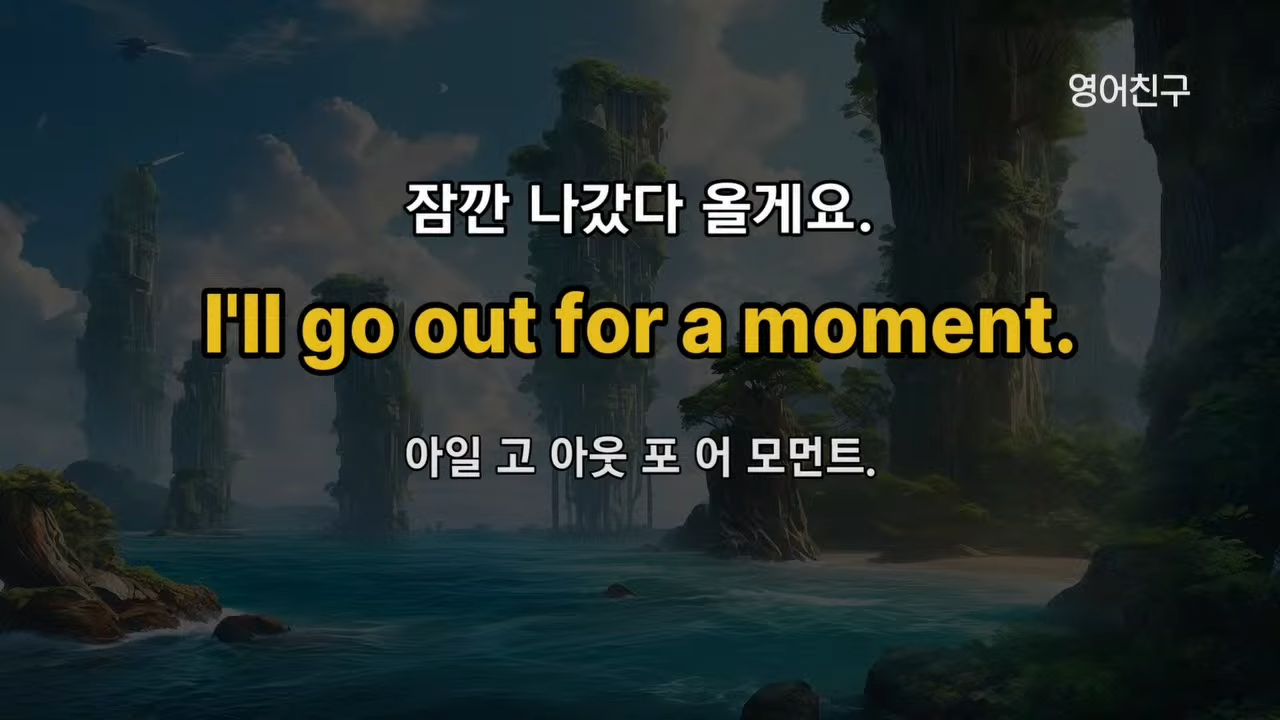 영어친구
잠깐 나갔다 올게요.
I'll go out for a moment.
아일 고 아웃 포 어 모먼트.